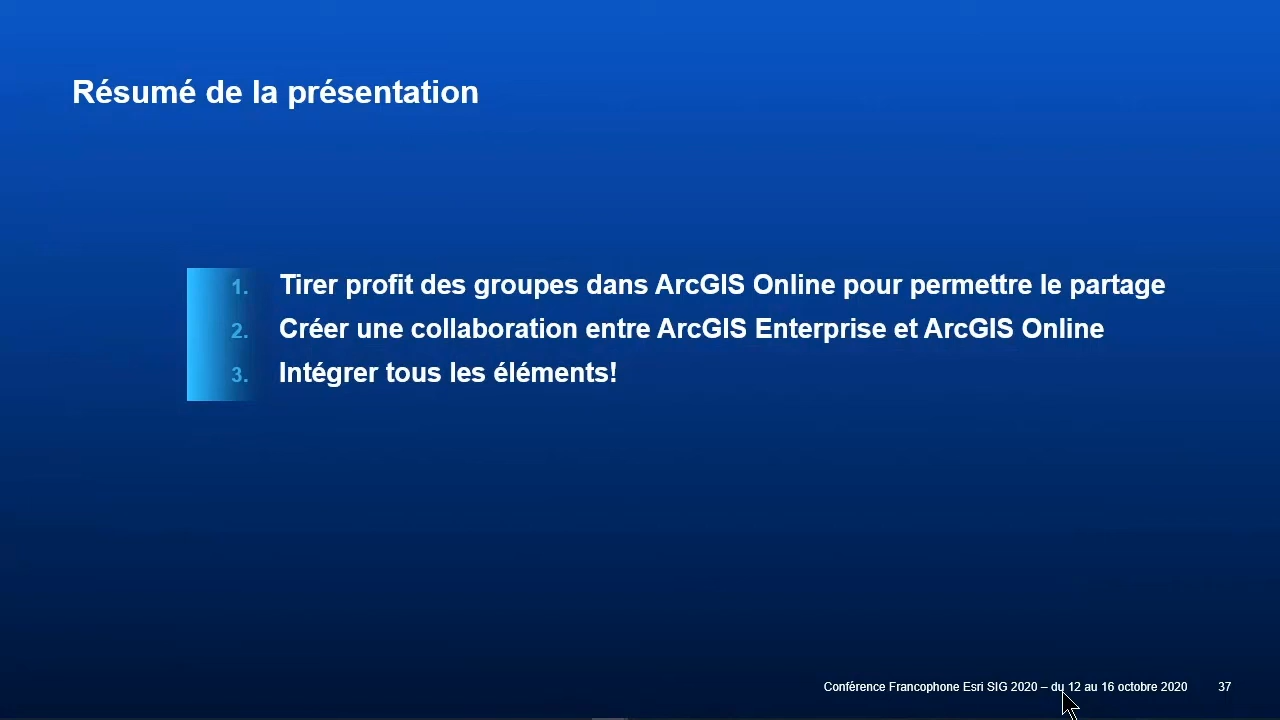 Résumé de la présentation
1. Tirer profit des groupes dans ArcGIS Online pour permettre le partage
2. Créer une collaboration entre ArcGIS Enterprise et ArcGIS Online
3. Intégrer tous les éléments!
Conférence Francophone Esri SIG 2020 – du 12 au 16 octobre 2020 37